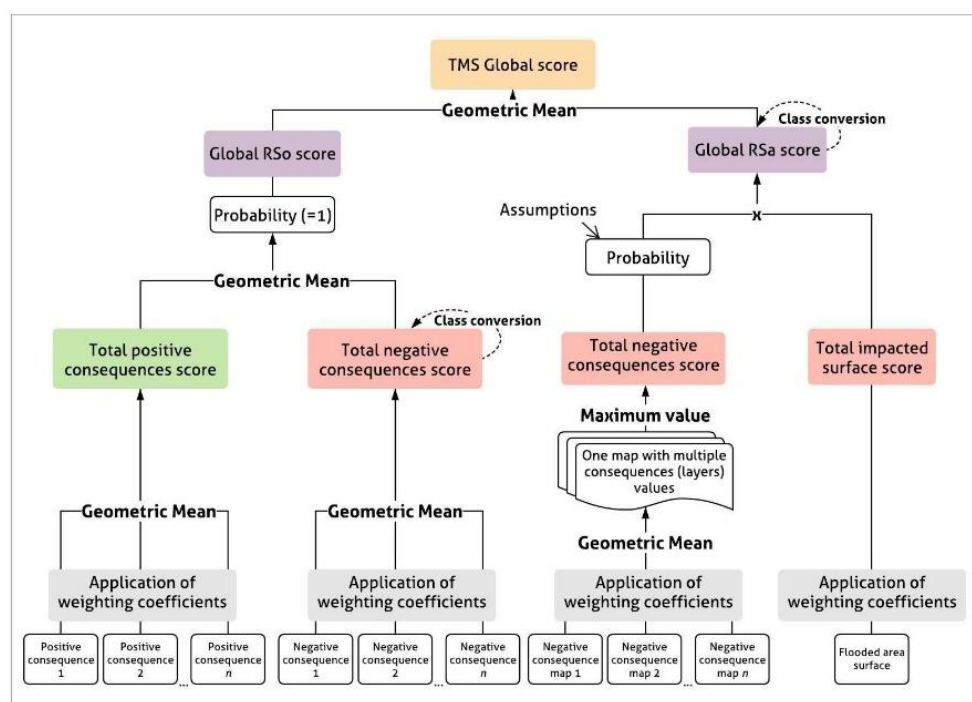 TMS Global score
Geometric Mean
Class conversion
Global RSo score
Global RSa score
Probability (=1)
Assumptions
x
Probability
Geometric Mean
Class conversion
Total positive
consequences score
Total negative
consequences score
Total negative
consequences score
Total impacted
surface score
Maximum value
One map with multiple
consequences (layers)
values
Geometric Mean
Geometric Mean
Geometric Mean
Application of
weighting coefficients
Application of
weighting coefficients
Application of
weighting coefficients
Application of
weighting coefficients
Positive
consequence
1
Positive
consequence
2
...
Positive
consequence
n
Negative
consequence
1
Negative
consequence
2
...
Negative
consequence
n
Negative
consequence
map 1
Negative
consequence
map 2
...
Negative
consequence
map n
Flooded area
surface